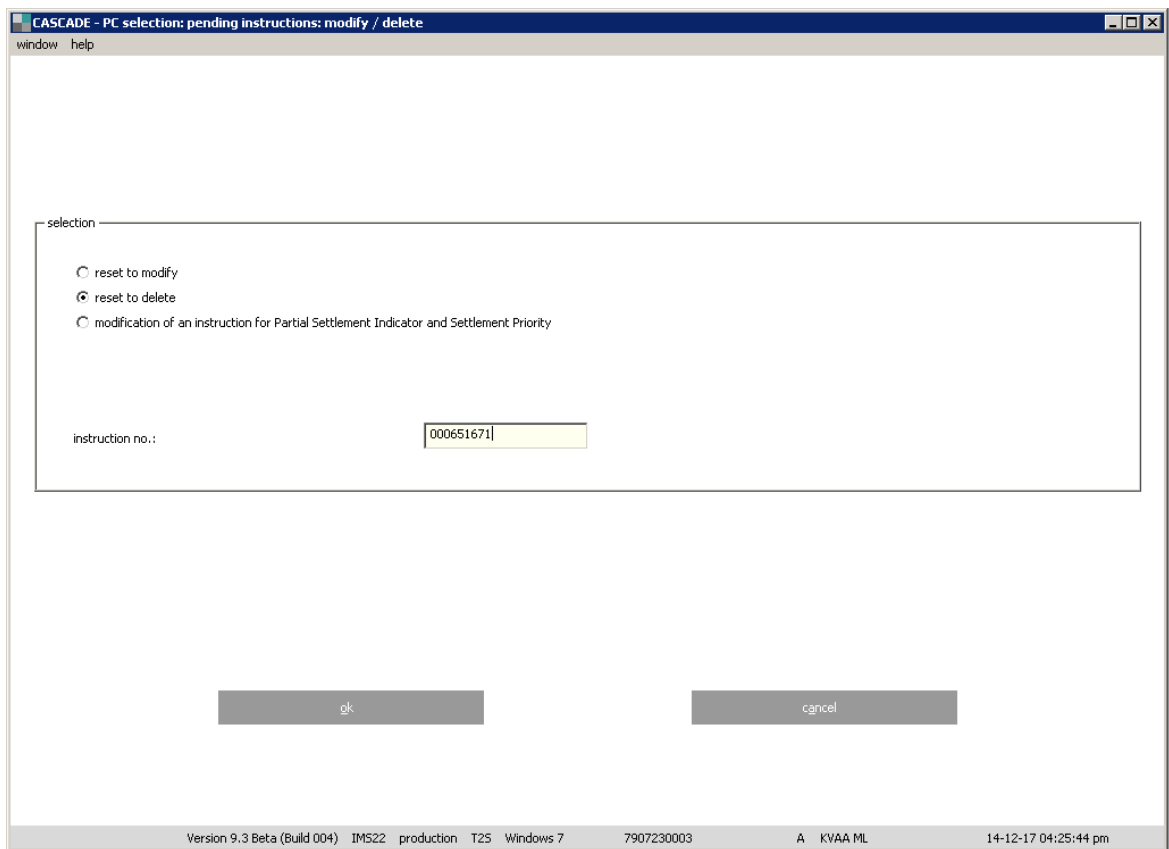 CASCADE - PC selection: pending instructions: modify / delete
window help
selection
reset to modify
reset to delete
modification of an instruction for Partial Settlement Indicator and Settlement Priority
instruction no.: 000651671
ok cancel
Version 9.3 Beta (Build 004) IMS22 production T2S Windows 7 7907230003 A KVAA ML 14-12-17 04:25:44 pm